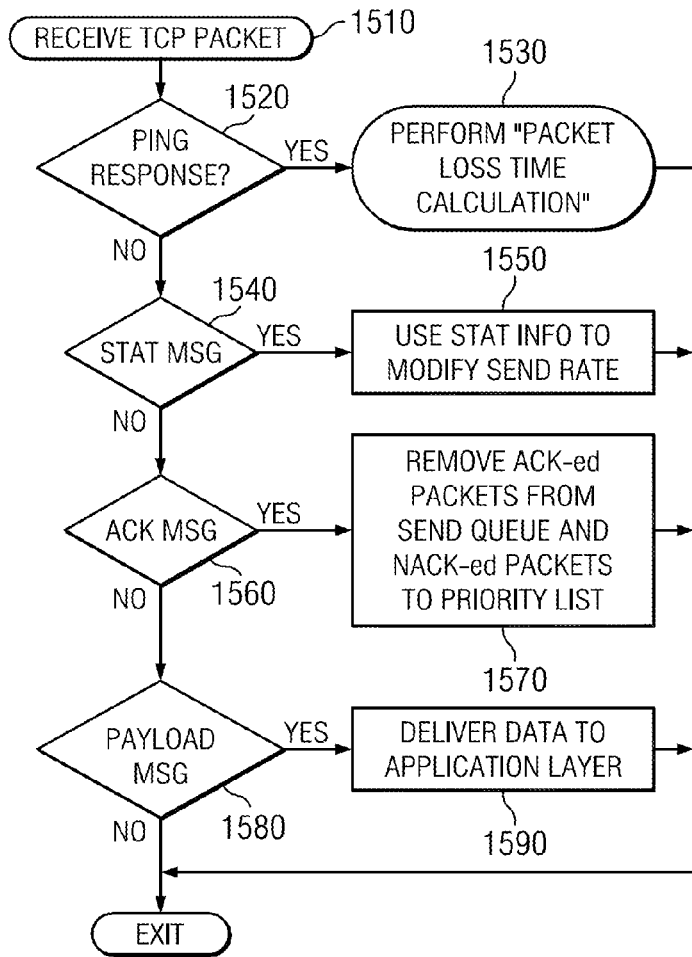 RECEIVE TCP PACKET
1510
1520
PING
RESPONSE?
YES
NO
1530
PERFORM "PACKET
LOSS TIME
CALCULATION"
1540
STAT MSG
YES
NO
1550
USE STAT INFO TO
MODIFY SEND RATE
ACK MSG
YES
NO
1560
REMOVE ACK-ed
PACKETS FROM
SEND QUEUE AND
NACK-ed PACKETS
TO PRIORITY LIST
1570
PAYLOAD
MSG
YES
NO
1580
DELIVER DATA TO
APPLICATION LAYER
1590
EXIT